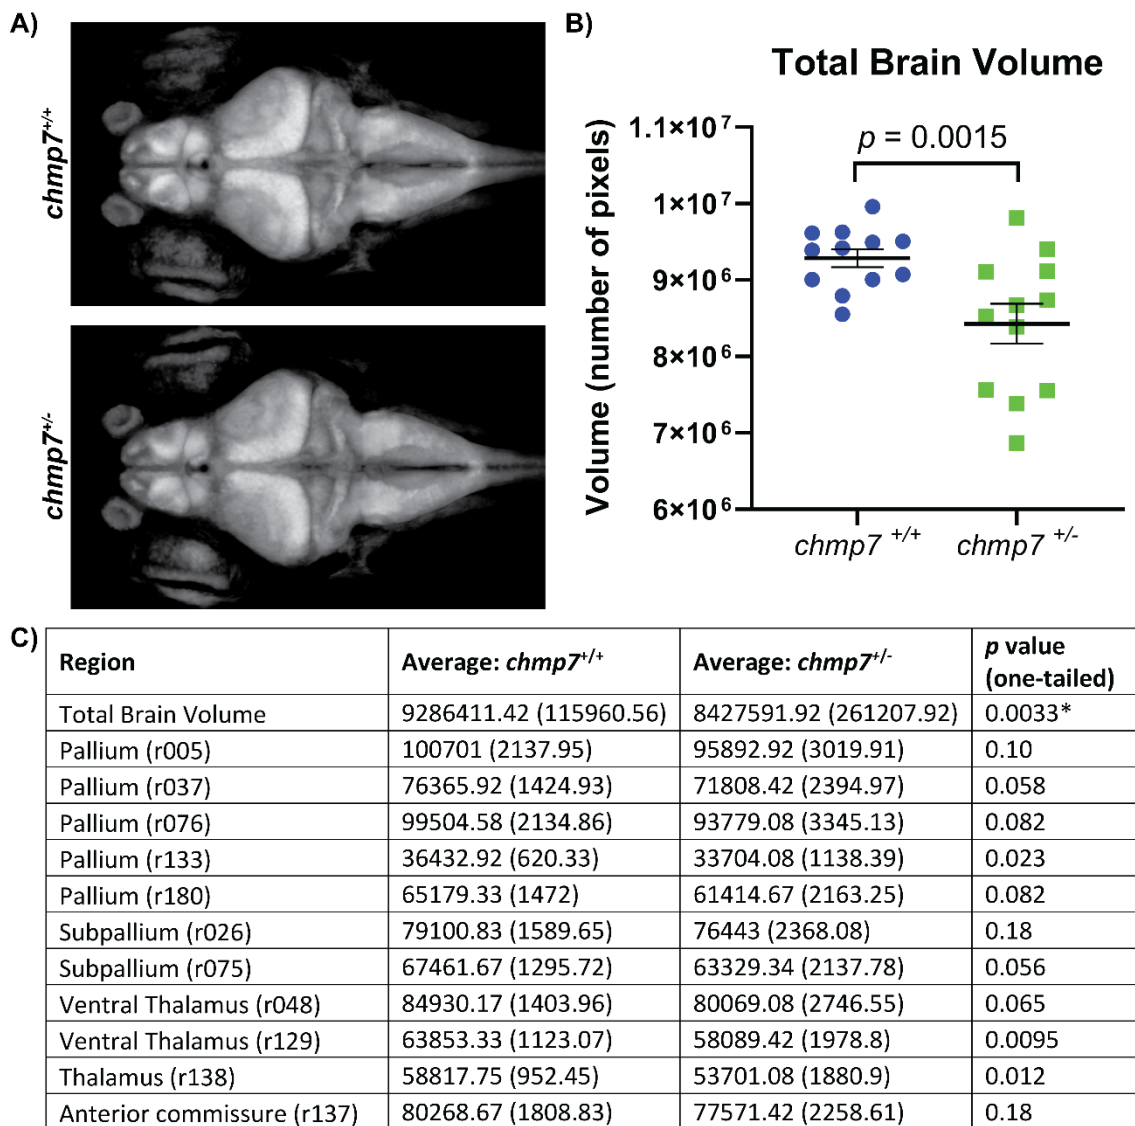 A)
chmp7+/+
chmp7+/-
B)
Total Brain Volume
p = 0.0015
Volume (number of pixels)
1.1×10⁷
1×10⁷
9×10⁶
8×10⁶
7×10⁶
6×10⁶
chmp7 +/+ chmp7 +/-
C)
Region Average: chmp7+/+ Average: chmp7+/- p value (one-tailed)
Total Brain Volume 9286411.42 (115960.56) 8427591.92 (261207.92) 0.0033*
Pallium (r005) 100701 (2137.95) 95892.92 (3019.91) 0.10
Pallium (r037) 76365.92 (1424.93) 71808.42 (2394.97) 0.058
Pallium (r076) 99504.58 (2134.86) 93779.08 (3345.13) 0.082
Pallium (r133) 36432.92 (620.33) 33704.08 (1138.39) 0.023
Pallium (r180) 65179.33 (1472) 61414.67 (2163.25) 0.082
Subpallium (r026) 79100.83 (1589.65) 76443 (2368.08) 0.18
Subpallium (r075) 67461.67 (1295.72) 63329.34 (2137.78) 0.056
Ventral Thalamus (r048) 84930.17 (1403.96) 80069.08 (2746.55) 0.065
Ventral Thalamus (r129) 63853.33 (1123.07) 58089.42 (1978.8) 0.0095
Thalamus (r138) 58817.75 (952.45) 53701.08 (1880.9) 0.012
Anterior commissure (r137) 80268.67 (1808.83) 77571.42 (2258.61) 0.18